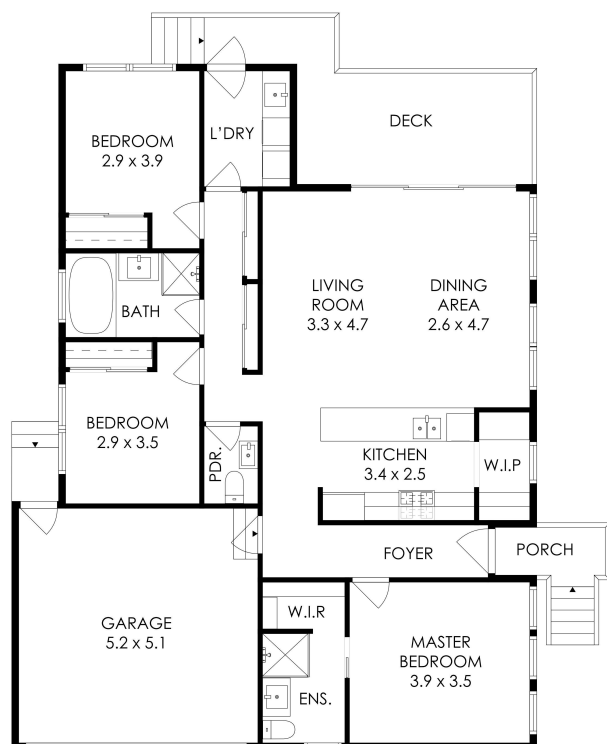 DECK
L'DRY
BEDROOM
2.9 x 3.9
LIVING
ROOM
3.3 x 4.7
DINING
AREA
2.6 x 4.7
BATH
BEDROOM
2.9 x 3.5
PDR.
KITCHEN
3.4 x 2.5
W.I.P
FOYER
PORCH
GARAGE
5.2 x 5.1
W.I.R
ENS.
MASTER
BEDROOM
3.9 x 3.5